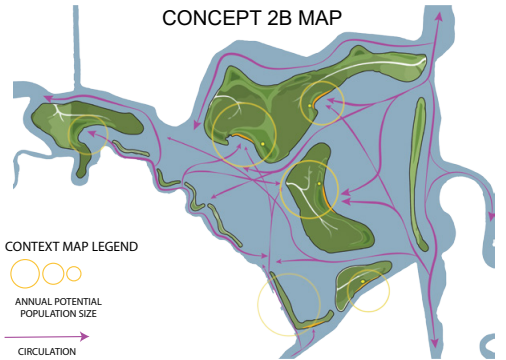 CONCEPT 2B MAP
CONTEXT MAP LEGEND
ANNUAL POTENTIAL
POPULATION SIZE
CIRCULATION